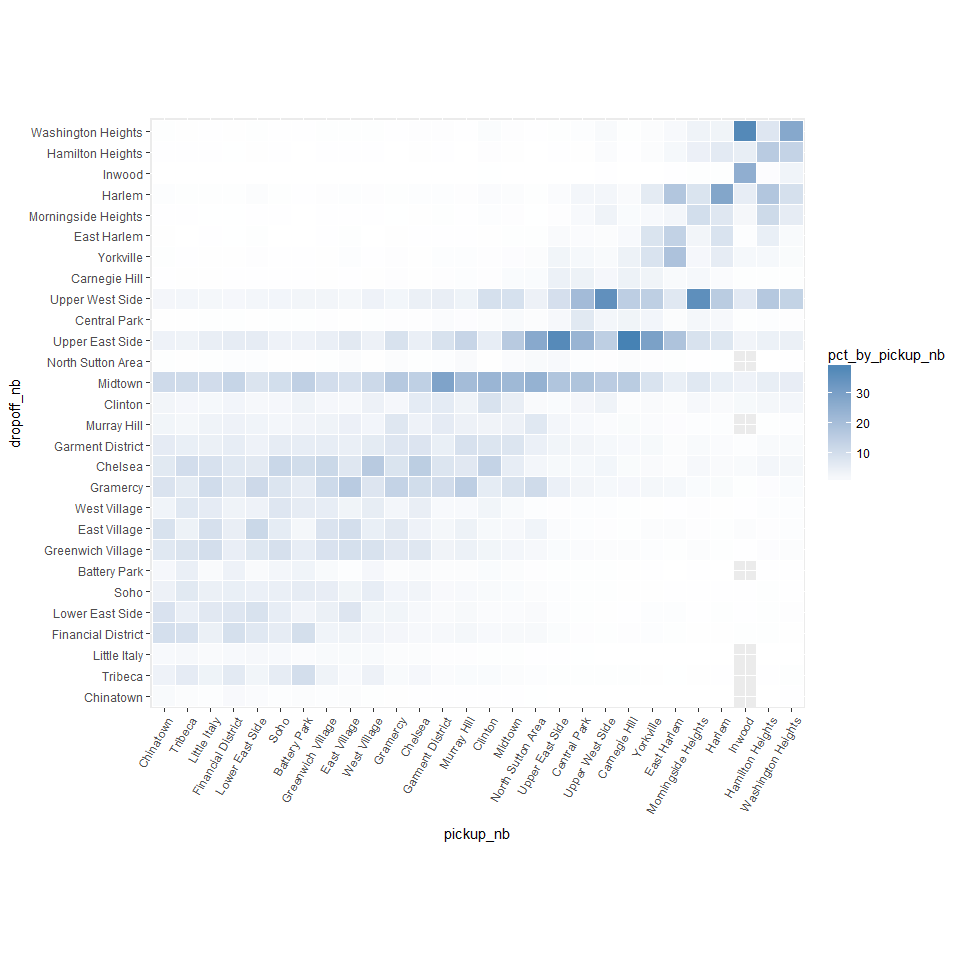 Washington Heights
Hamilton Heights
Inwood
Harlem
Morningside Heights
East Harlem
Yorkville
Carnegie Hill
Upper West Side
Central Park
Upper East Side
North Sutton Area
Midtown
Clinton
Murray Hill
Garment District
Chelsea
Gramercy
West Village
East Village
Greenwich Village
Battery Park
Soho
Lower East Side
Financial District
Little Italy
Tribeca
Chinatown
dropoff_nb
Chinatown
Tribeca
Little Italy
Financial District
Lower East Side
Soho
Battery Park
Greenwich Village
East Village
West Village
Gramercy
Chelsea
Garment District
Murray Hill
Clinton
Midtown
North Sutton Area
Upper East Side
Central Park
Upper West Side
Carnegie Hill
Yorkville
East Harlem
Morningside Heights
Harlem
Inwood
Hamilton Heights
Washington Heights
pickup_nb
pct_by_pickup_nb
30
20
10